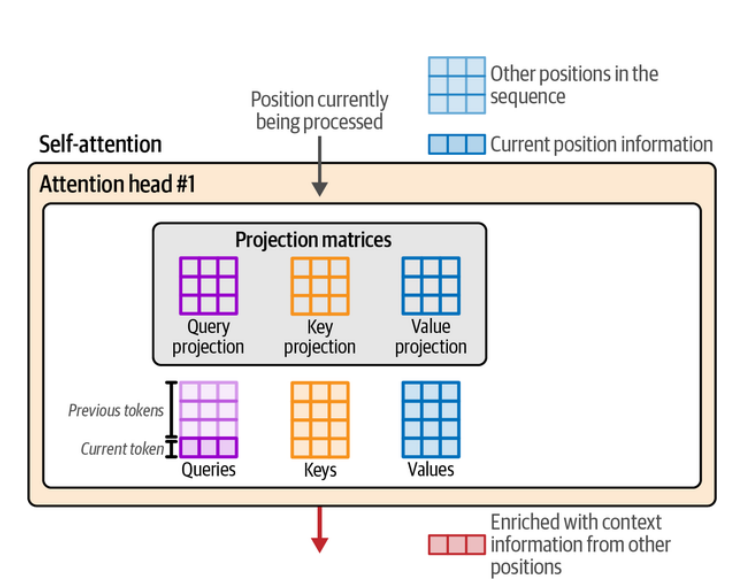 Other positions in the
sequence
Position currently
being processed
Self-attention
Current position information
Attention head #1
Projection matrices
Query
projection
Key
projection
Value
projection
Previous tokens
Current token
Queries
Keys
Values
Enriched with context
information from other
positions